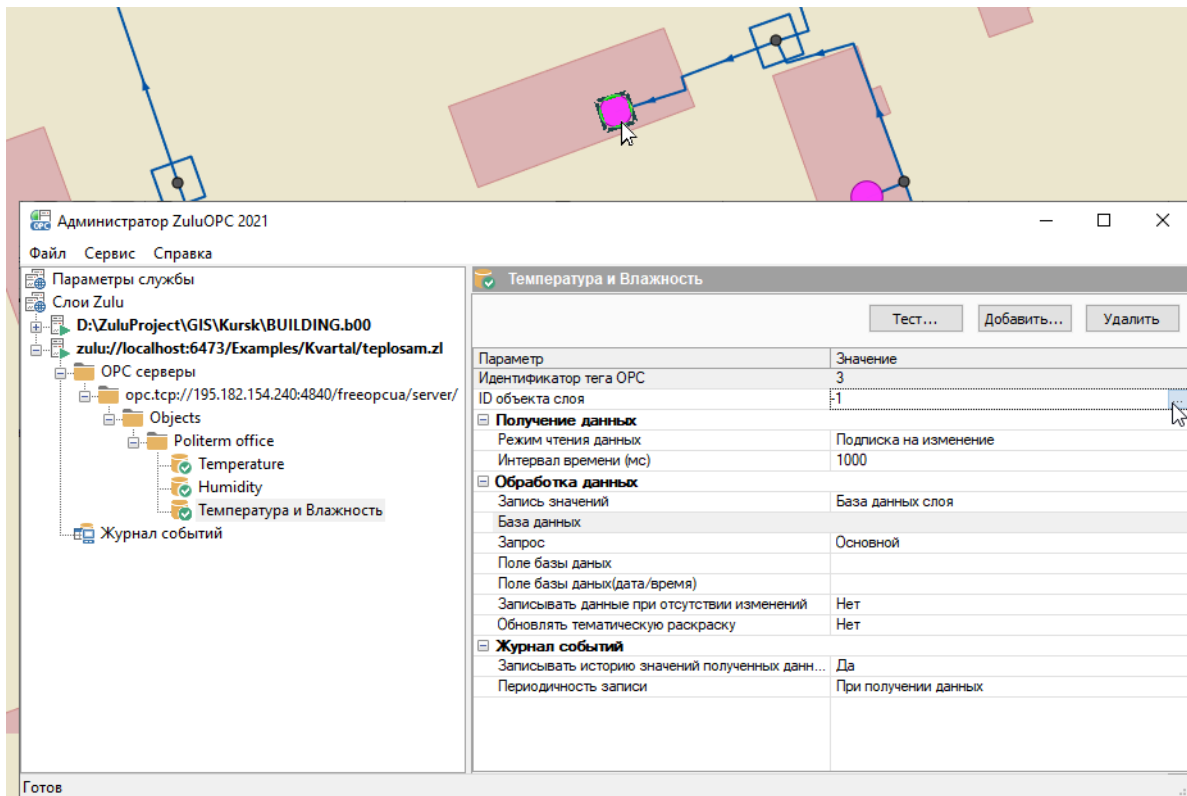 Администратор ZuluOPC 2021
Файл Сервис Справка
Параметры службы
Слои Zulu
D:\ZuluProject\GIS\Kursk\BUILDING.b00
zulu://localhost:6473/Examples/Kvartal/teplosam.zl
OPC серверы
opc.tcp://195.182.154.240:4840/freeopcua/server/
Objects
Politerm office
Temperature
Humidity
Температура и Влажность
Журнал событий
Температура и Влажность
Тест... Добавить... Удалить
Параметр Значение
Идентификатор тега OPC 3
ID объекта слоя -1 ...
Получение данных
Режим чтения данных Подписка на изменение
Интервал времени (мс) 1000
Обработка данных
Запись значений База данных слоя
База данных
Запрос Основной
Поле базы даных
Поле базы даных(дата/время)
Записывать данные при отсутствии изменений Нет
Обновлять тематическую раскраску Нет
Журнал событий
Записывать историю значений полученных данн... Да
Периодичность записи При получении данных
Готов